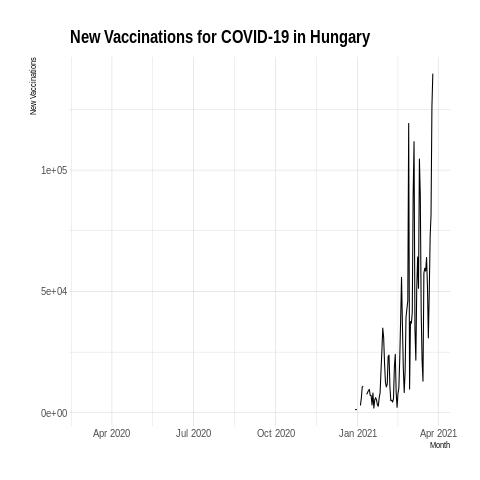 New Vaccinations for COVID-19 in Hungary
New Vaccinations
1e+05
5e+04
0e+00
Apr 2020 Jul 2020 Oct 2020 Jan 2021 Apr 2021
Month